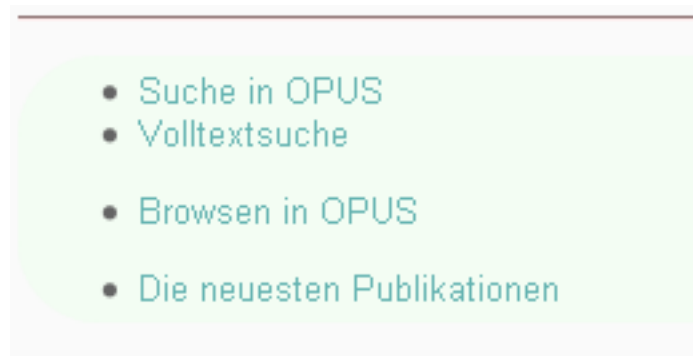 Suche in OPUS
Volltextsuche
Browsen in OPUS
Die neuesten Publikationen